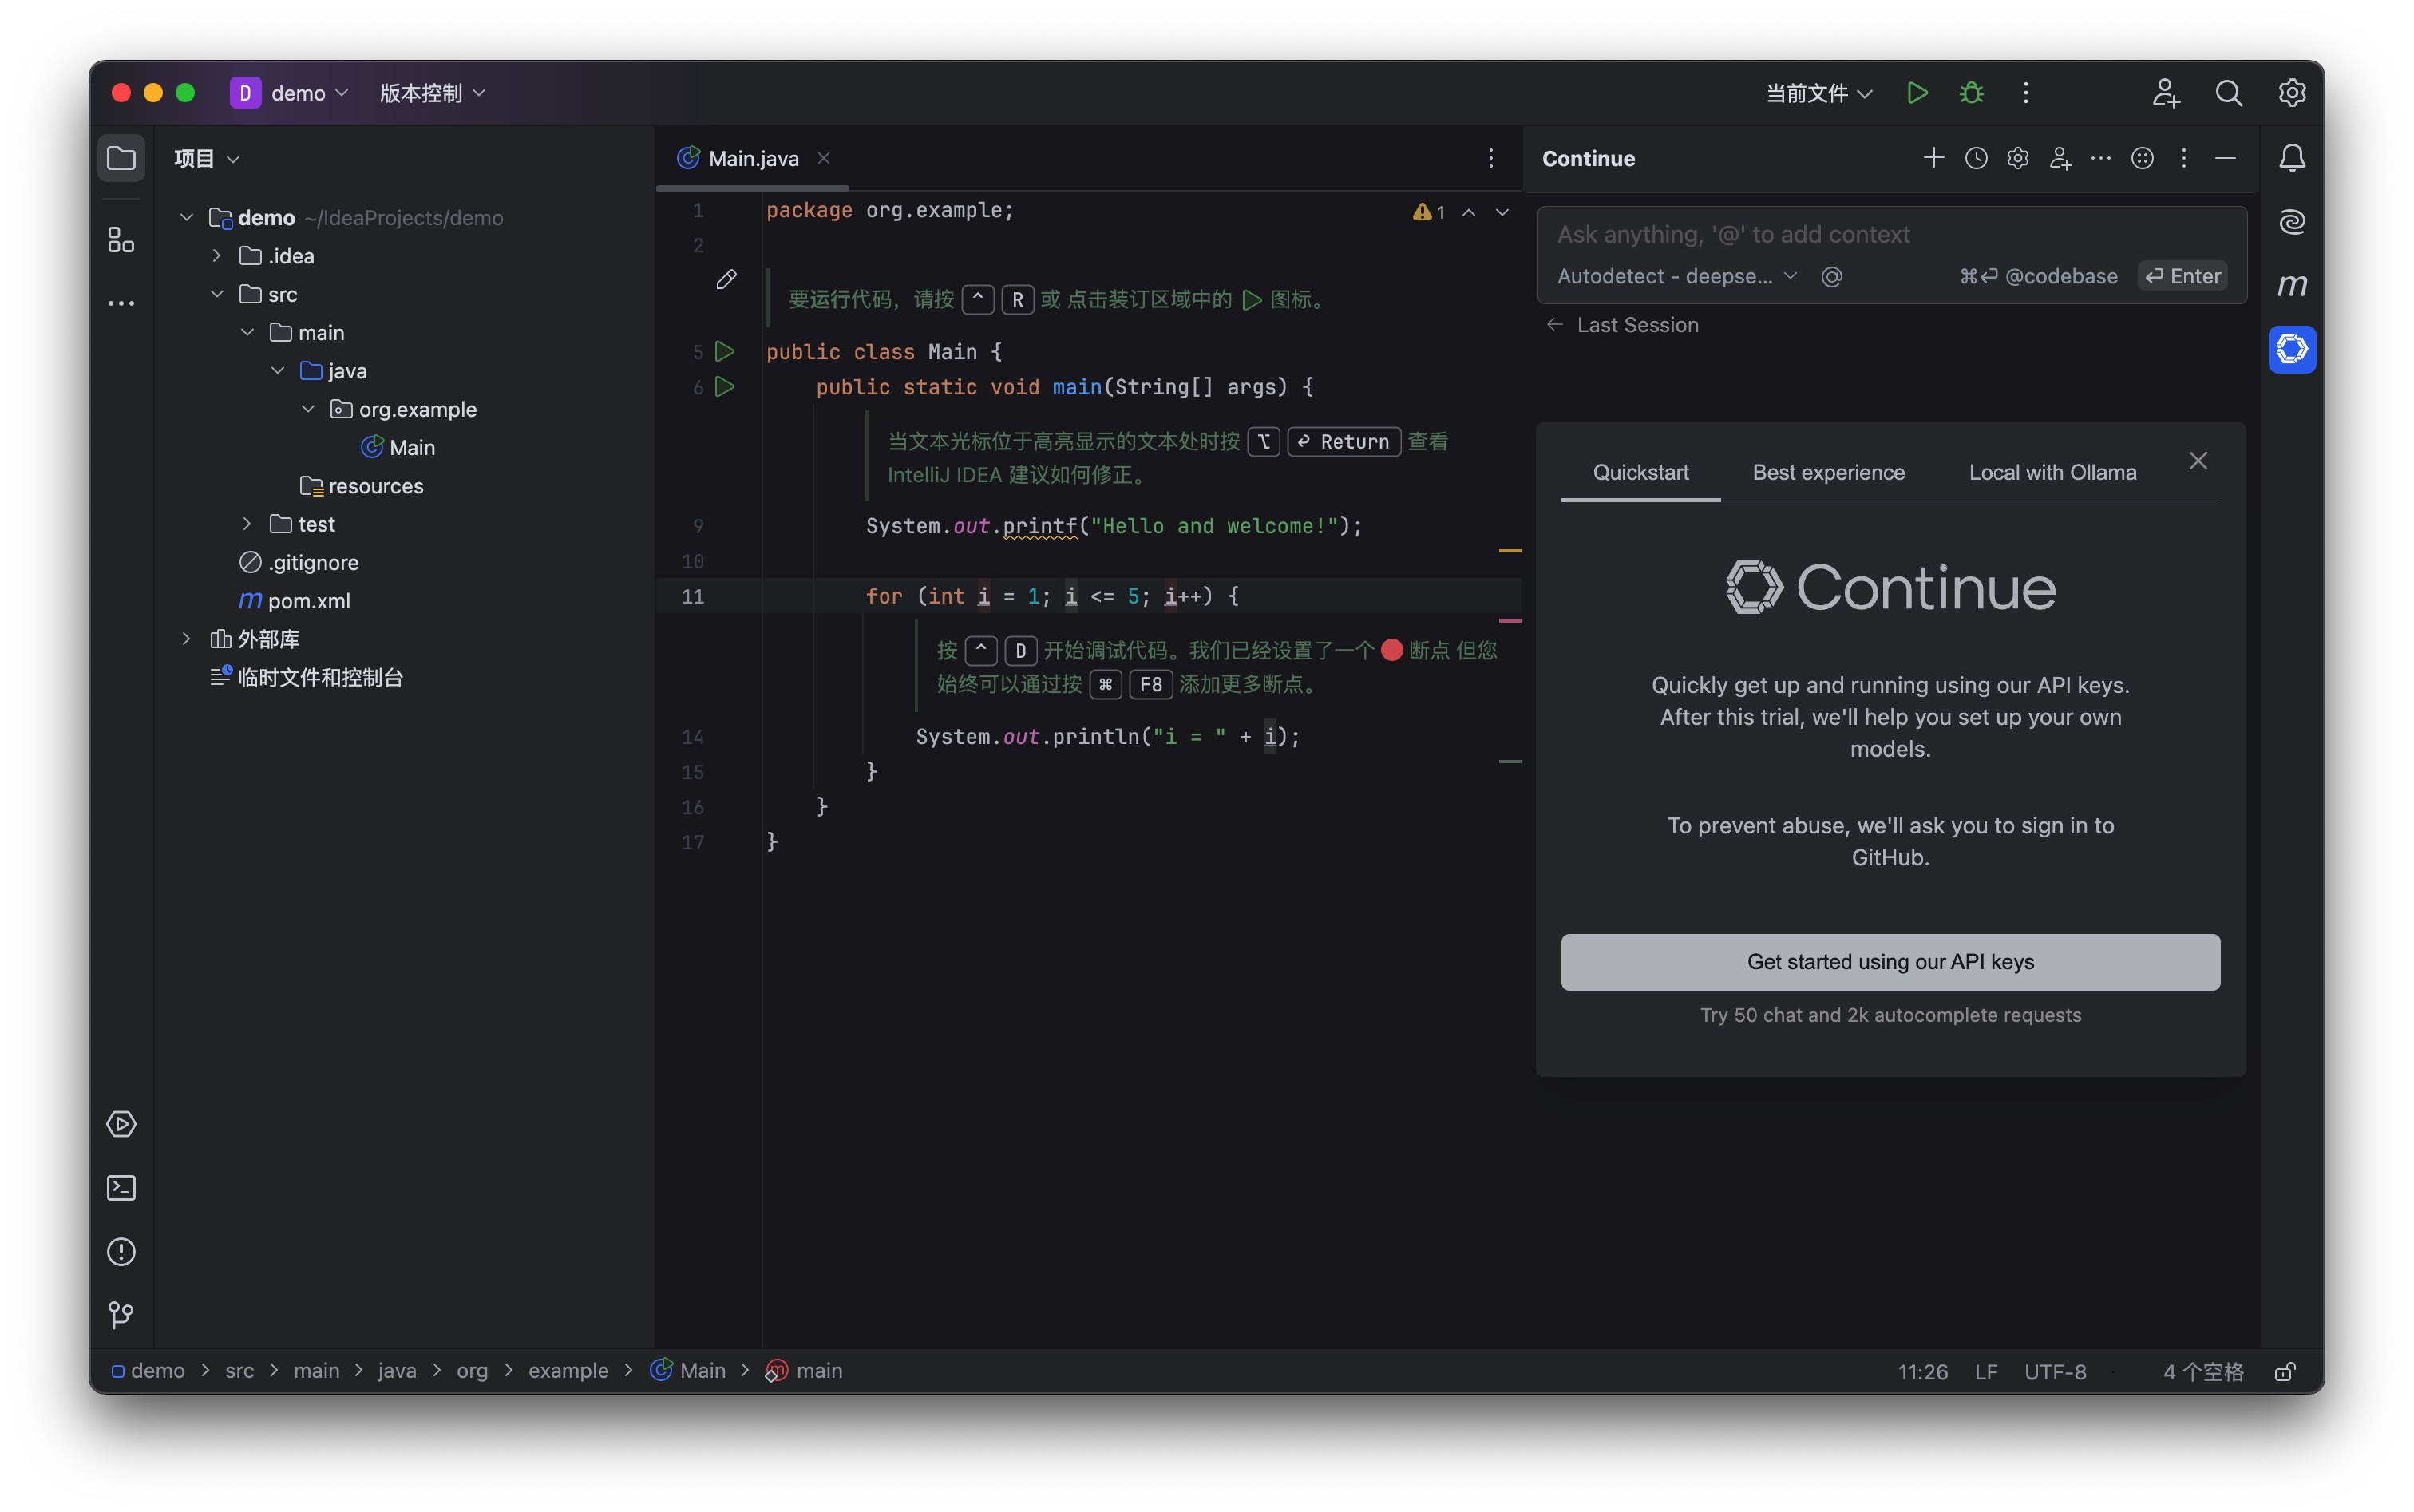 D demo 版本控制 当前文件
项目
demo ~/IdeaProjects/demo
.idea
src
main
java
org.example
Main
resources
test
.gitignore
m pom.xml
外部库
临时文件和控制台
Main.java
1 package org.example; 1
2
要运行代码，请按 ^ R 或 点击装订区域中的 图标。
5 public class Main {
6 public static void main(String[] args) {
当文本光标位于高亮显示的文本处时按 ⌥ ⏎ Return 查看
IntelliJ IDEA 建议如何修正。
9 System.out.printf("Hello and welcome!");
10
11 for (int i = 1; i <= 5; i++) {
按 ^ D 开始调试代码。我们已经设置了一个 断点 但您
始终可以通过按 ⌘ F8 添加更多断点。
14 System.out.println("i = " + i);
15 }
16 }
17 }
Continue
Ask anything, '@' to add context
Autodetect - deepse... @ ⌘⏎ @codebase ⏎ Enter
Last Session
Quickstart Best experience Local with Ollama
Continue
Quickly get up and running using our API keys.
After this trial, we'll help you set up your own
models.
To prevent abuse, we'll ask you to sign in to
GitHub.
Get started using our API keys
Try 50 chat and 2k autocomplete requests
m
demo > src > main > java > org > example > Main > m main
11:26 LF UTF-8 4 个空格